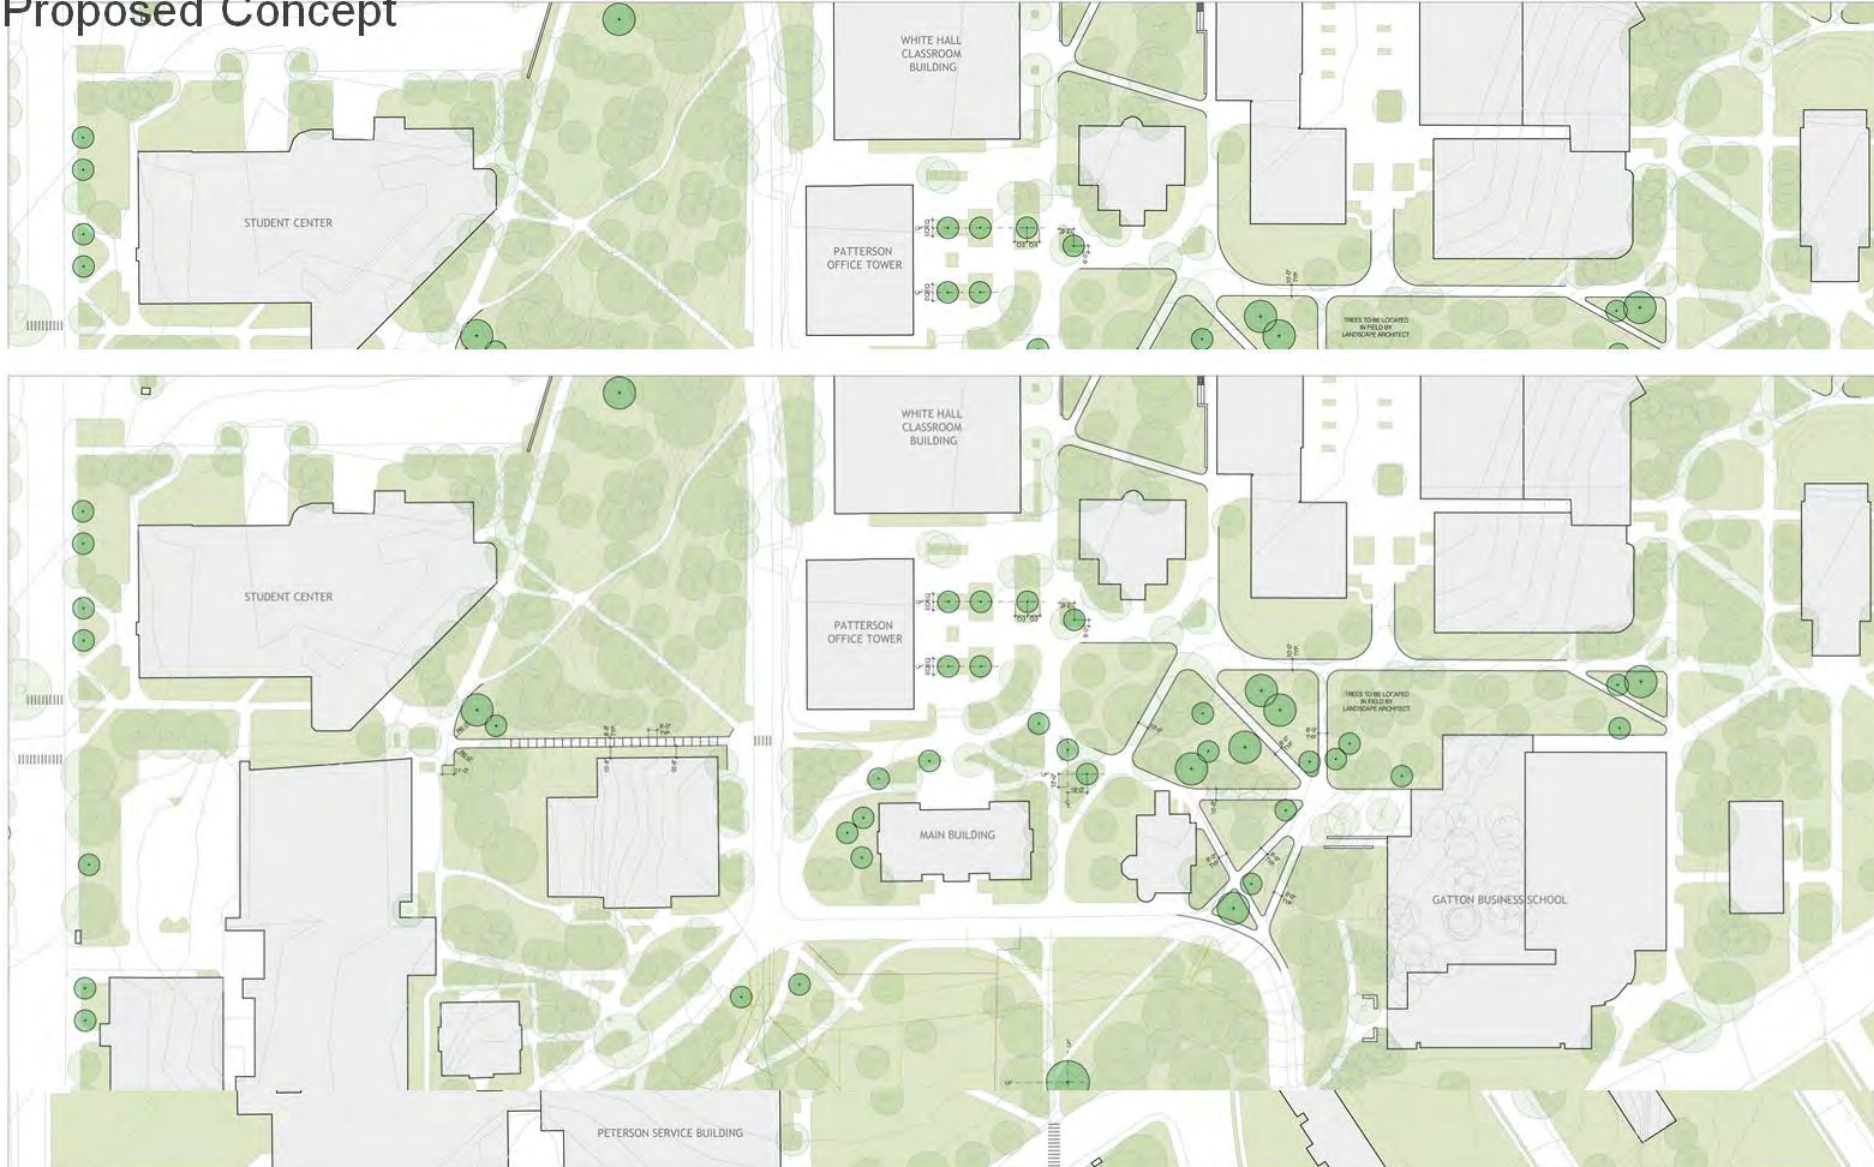 Proposed Concept
WHITE HALL
CLASSROOM
BUILDING
STUDENT CENTER
PATTERSON
OFFICE TOWER
TREES TO BE LOCATED
IN FIELD BY
LANDSCAPE ARCHITECT
WHITE HALL
CLASSROOM
BUILDING
STUDENT CENTER
PATTERSON
OFFICE TOWER
TREES TO BE LOCATED
IN FIELD BY
LANDSCAPE ARCHITECT
MAIN BUILDING
GATTON BUSINESS SCHOOL
PETERSON SERVICE BUILDING